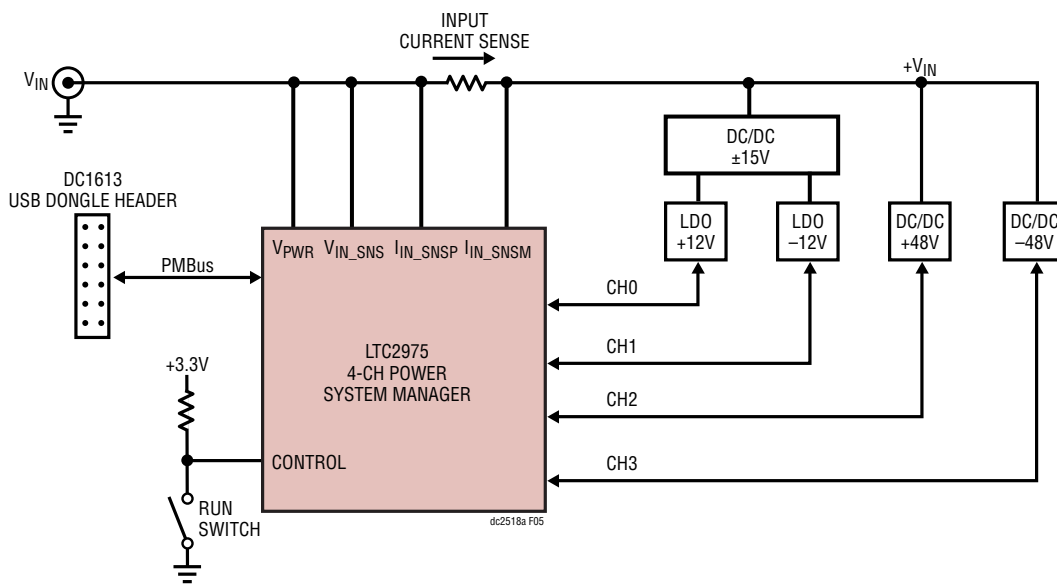 INPUT
CURRENT SENSE
VIN
+VIN
DC/DC
±15V
DC1613
USB DONGLE HEADER
LDO
+12V
LDO
–12V
DC/DC
+48V
DC/DC
–48V
VPWR VIN_SNS IIN_SNSP IIN_SNSM
PMBus
CH0
LTC2975
4-CH POWER
SYSTEM MANAGER
CH1
+3.3V
CH2
CONTROL
CH3
RUN
SWITCH
dc2518a F05